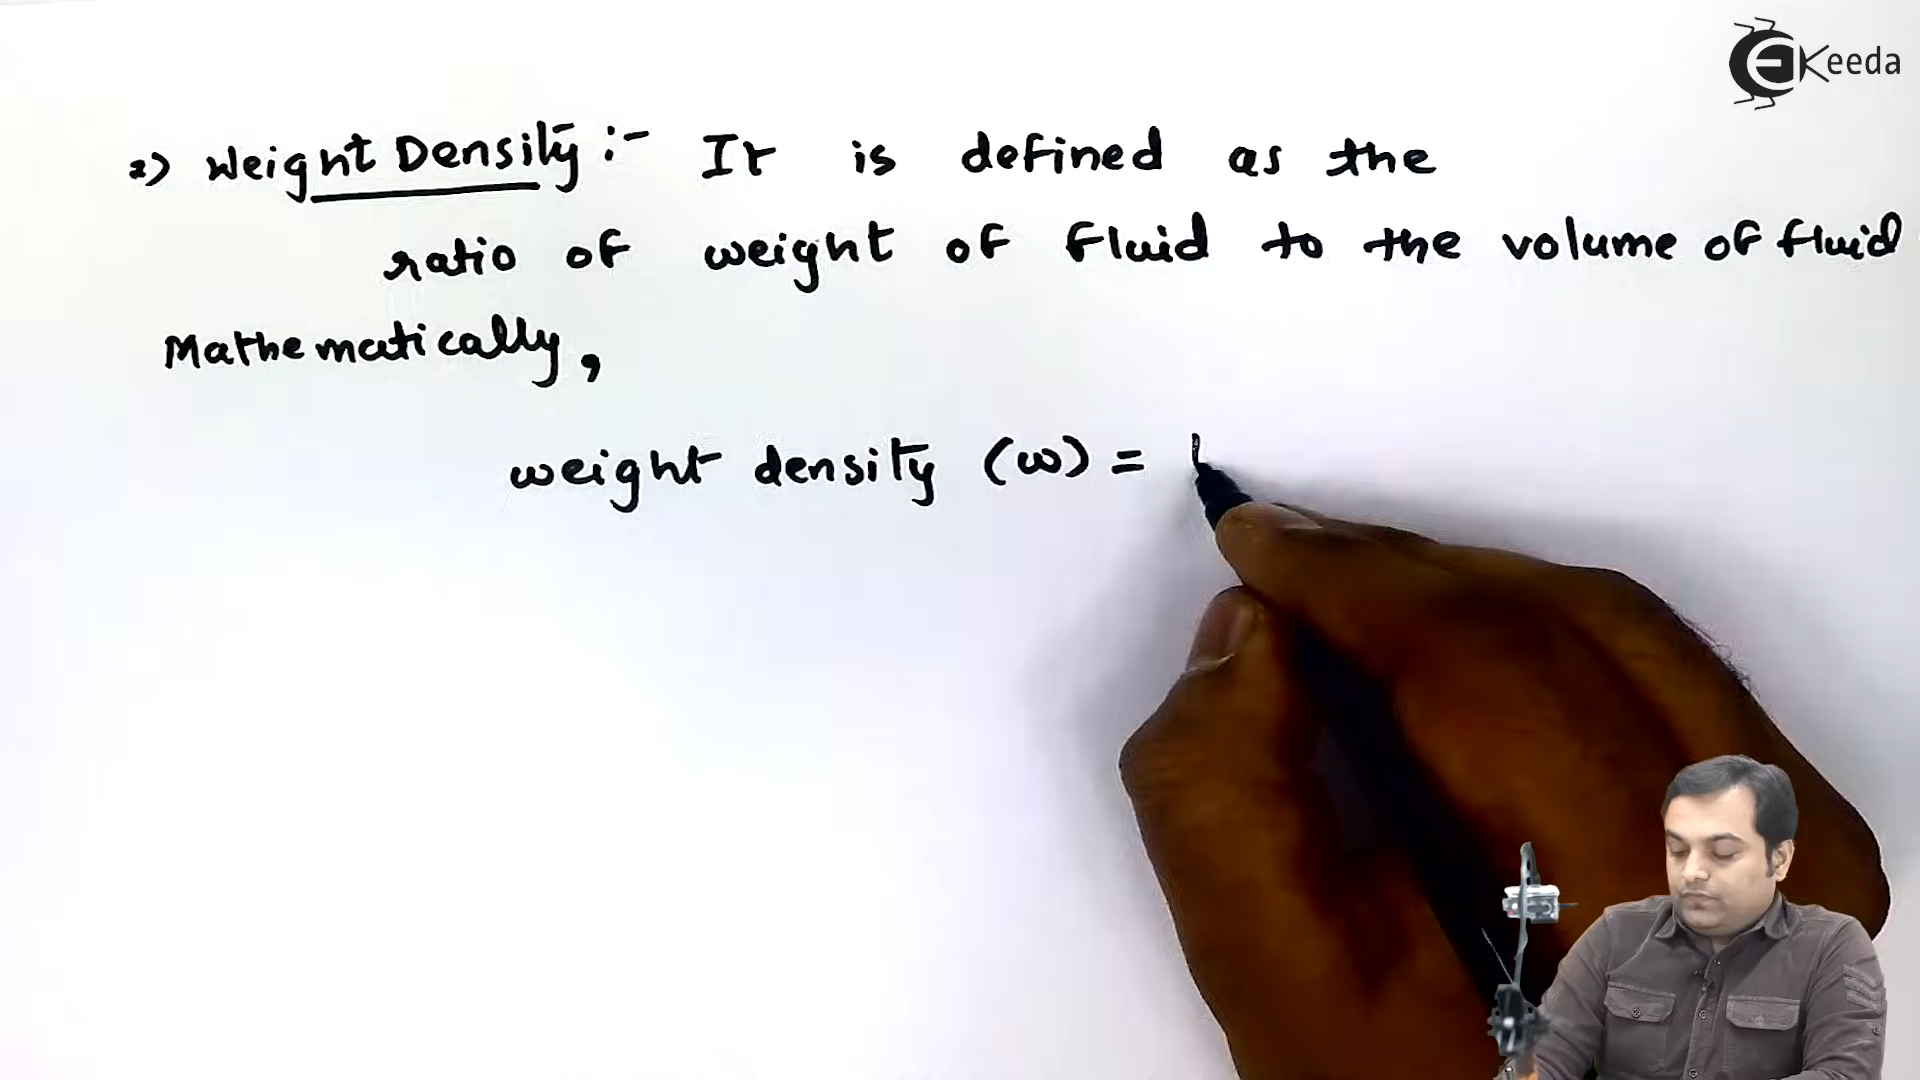 EKeeda
2) Weight Density :- It is defined as the
ratio of weight of fluid to the volume of fluid
Mathematically,
weight density (ω) =